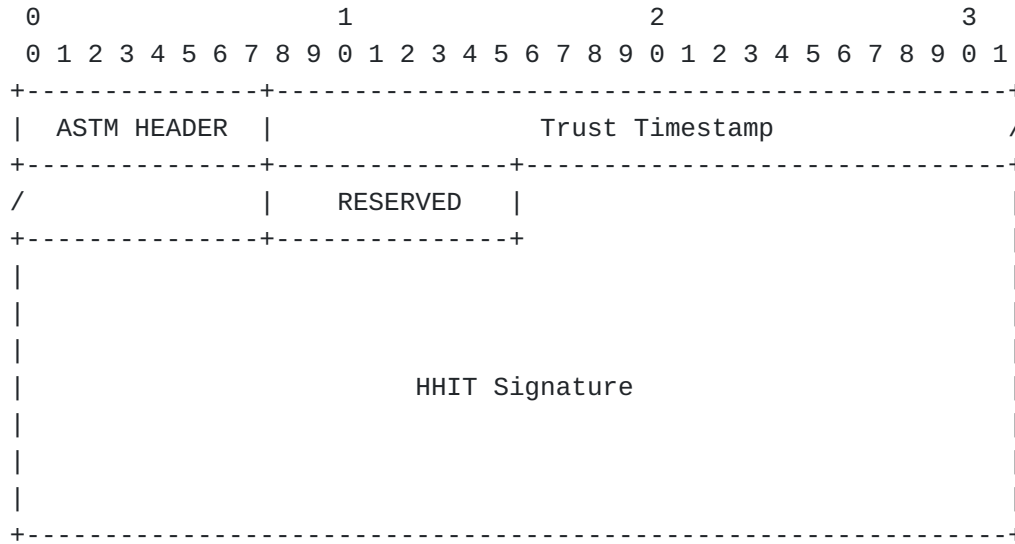 0                   1                   2                   3
 0 1 2 3 4 5 6 7 8 9 0 1 2 3 4 5 6 7 8 9 0 1 2 3 4 5 6 7 8 9 0 1
+---------------+-----------------------------------------------+
|  ASTM HEADER  |                 Trust Timestamp               /
+---------------+---------------+-------------------------------+
/               |    RESERVED   |                               |
+---------------+---------------+                               |
|                                                               |
|                                                               |
|                                                               |
|                         HHIT Signature                        |
|                                                               |
|                                                               |
|                                                               |
+---------------------------------------------------------------+